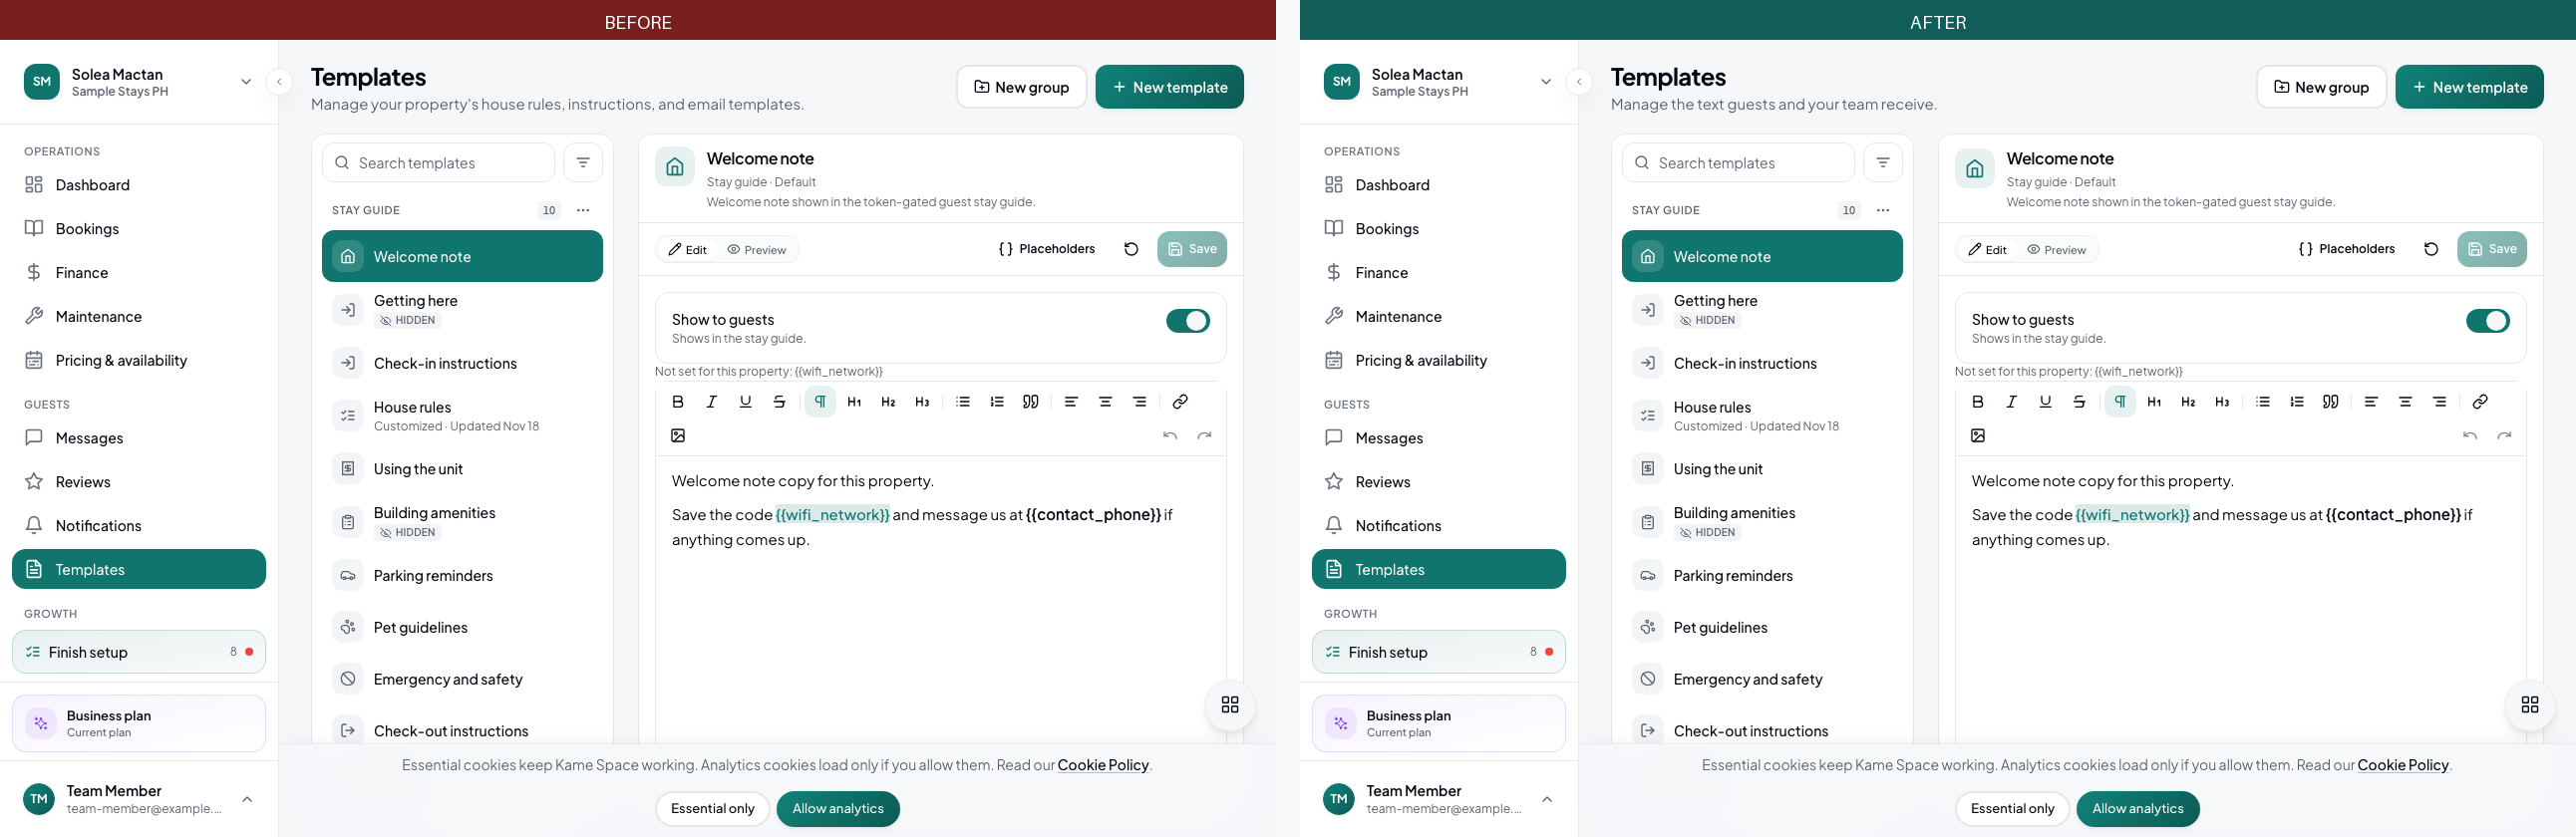 BEFORE
SM
Solea Mactan
Sample Stays PH
OPERATIONS
Dashboard
Bookings
Finance
Maintenance
Pricing & availability
GUESTS
Messages
Reviews
Notifications
Templates
GROWTH
Finish setup 8
Business plan
Current plan
TM
Team Member
team-member@example....
Templates
Manage your property's house rules, instructions, and email templates.
New group
+ New template
Search templates
STAY GUIDE 10 ...
Welcome note
Getting here
HIDDEN
Check-in instructions
House rules
Customized · Updated Nov 18
Using the unit
Building amenities
HIDDEN
Parking reminders
Pet guidelines
Emergency and safety
Check-out instructions
Welcome note
Stay guide · Default
Welcome note shown in the token-gated guest stay guide.
Edit Preview {} Placeholders Save
Show to guests
Shows in the stay guide.
Not set for this property: {{wifi_network}}
B I U S ¶ H1 H2 H3
Welcome note copy for this property.
Save the code {{wifi_network}} and message us at {{contact_phone}} if
anything comes up.
Essential cookies keep Kame Space working. Analytics cookies load only if you allow them. Read our Cookie Policy.
Essential only Allow analytics
AFTER
SM
Solea Mactan
Sample Stays PH
OPERATIONS
Dashboard
Bookings
Finance
Maintenance
Pricing & availability
GUESTS
Messages
Reviews
Notifications
Templates
GROWTH
Finish setup 8
Business plan
Current plan
TM
Team Member
team-member@example....
Templates
Manage the text guests and your team receive.
New group
+ New template
Search templates
STAY GUIDE 10 ...
Welcome note
Getting here
HIDDEN
Check-in instructions
House rules
Customized · Updated Nov 18
Using the unit
Building amenities
HIDDEN
Parking reminders
Pet guidelines
Emergency and safety
Check-out instructions
Welcome note
Stay guide · Default
Welcome note shown in the token-gated guest stay guide.
Edit Preview {} Placeholders Save
Show to guests
Shows in the stay guide.
Not set for this property: {{wifi_network}}
B I U S ¶ H1 H2 H3
Welcome note copy for this property.
Save the code {{wifi_network}} and message us at {{contact_phone}} if
anything comes up.
Essential cookies keep Kame Space working. Analytics cookies load only if you allow them. Read our Cookie Policy.
Essential only Allow analytics